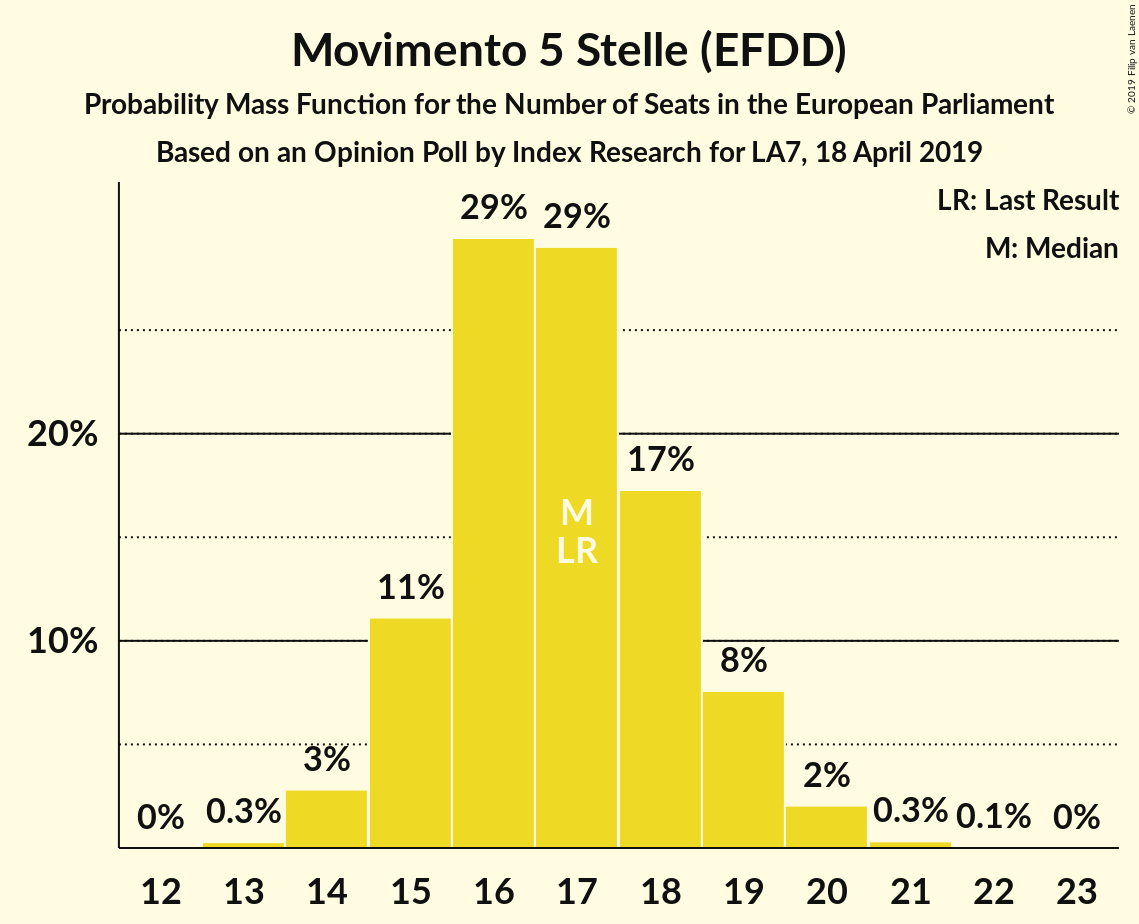 Movimento 5 Stelle (EFDD)
Probability Mass Function for the Number of Seats in the European Parliament
Based on an Opinion Poll by Index Research for LA7, 18 April 2019
© 2019 Filip van Laenen
LR: Last Result
M: Median
29%
29%
20%
17%
M
LR
11%
10%
8%
3%
2%
0%
0.3%
0.3%
0.1%
0%
12 13 14 15 16 17 18 19 20 21 22 23